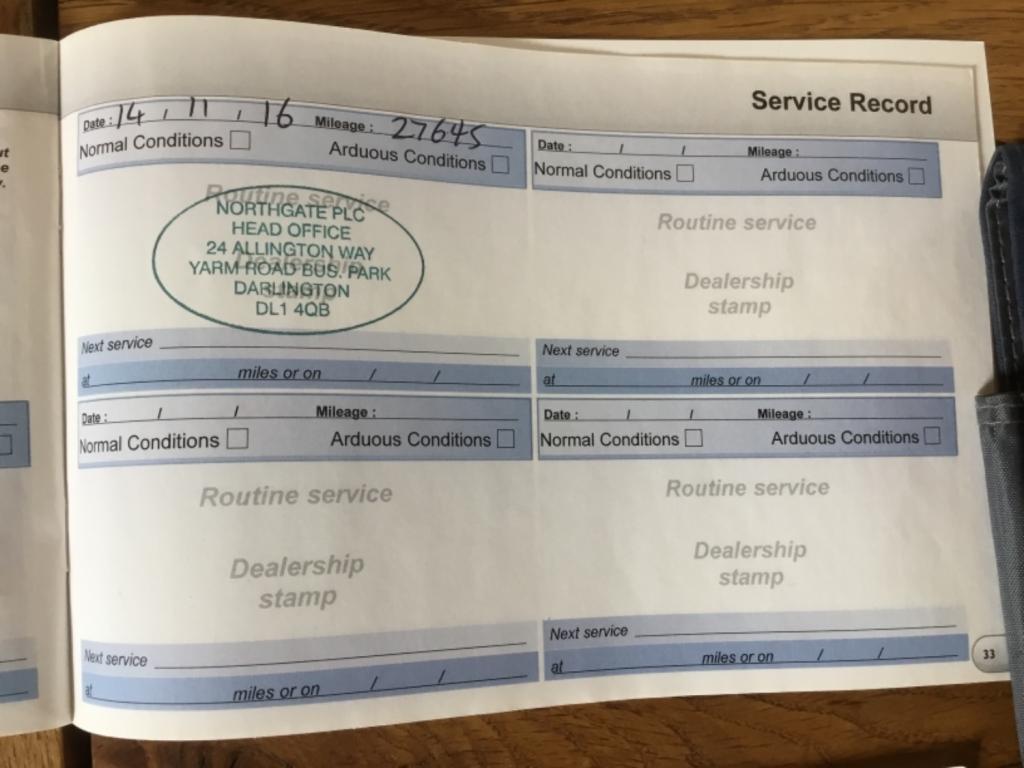 Service Record
Date : 14 / 11 / 16 Mileage : 27645
Normal Conditions Arduous Conditions
Routine service
Dealership
stamp
NORTHGATE PLC
HEAD OFFICE
24 ALLINGTON WAY
YARM ROAD BUS. PARK
DARLINGTON
DL1 4QB
Next service
at miles or on / /
Date : / / Mileage :
Normal Conditions Arduous Conditions
Routine service
Dealership
stamp
Next service
at miles or on / /
Date : / / Mileage :
Normal Conditions Arduous Conditions
Routine service
Dealership
stamp
Next service
at miles or on / /
Date : / / Mileage :
Normal Conditions Arduous Conditions
Routine service
Dealership
stamp
Next service
at miles or on / /
33